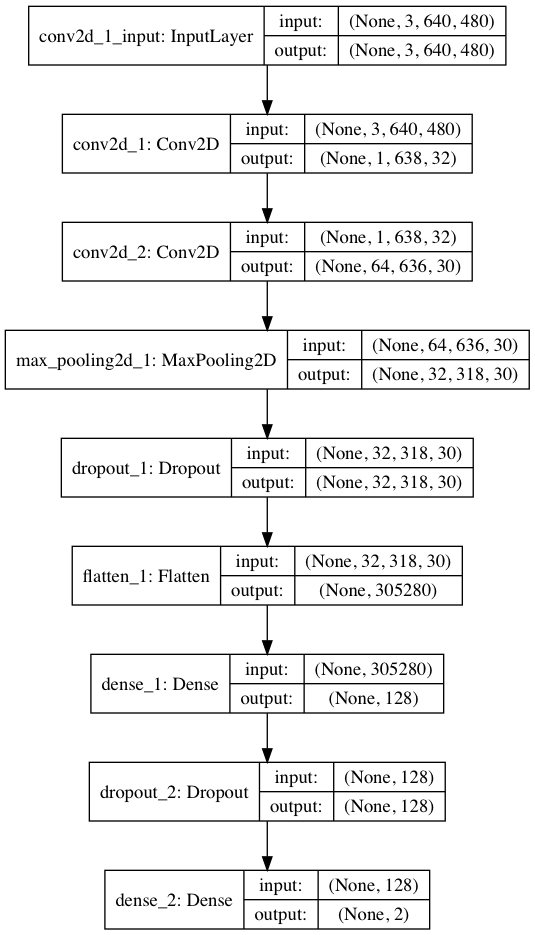 conv2d_1_input: InputLayer
input:
(None, 3, 640, 480)
output:
(None, 3, 640, 480)
conv2d_1: Conv2D
input:
(None, 3, 640, 480)
output:
(None, 1, 638, 32)
conv2d_2: Conv2D
input:
(None, 1, 638, 32)
output:
(None, 64, 636, 30)
max_pooling2d_1: MaxPooling2D
input:
(None, 64, 636, 30)
output:
(None, 32, 318, 30)
dropout_1: Dropout
input:
(None, 32, 318, 30)
output:
(None, 32, 318, 30)
flatten_1: Flatten
input:
(None, 32, 318, 30)
output:
(None, 305280)
dense_1: Dense
input:
(None, 305280)
output:
(None, 128)
dropout_2: Dropout
input:
(None, 128)
output:
(None, 128)
dense_2: Dense
input:
(None, 128)
output:
(None, 2)